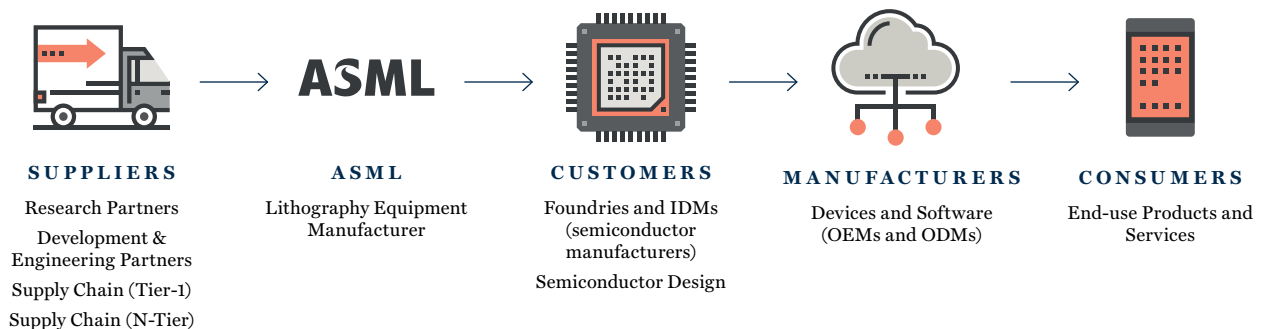 ASML
SUPPLIERS
Research Partners
Development &
Engineering Partners
Supply Chain (Tier-1)
Supply Chain (N-Tier)
ASML
Lithography Equipment
Manufacturer
CUSTOMERS
Foundries and IDMs
(semiconductor
manufacturers)
Semiconductor Design
MANUFACTURERS
Devices and Software
(OEMs and ODMs)
CONSUMERS
End-use Products and
Services